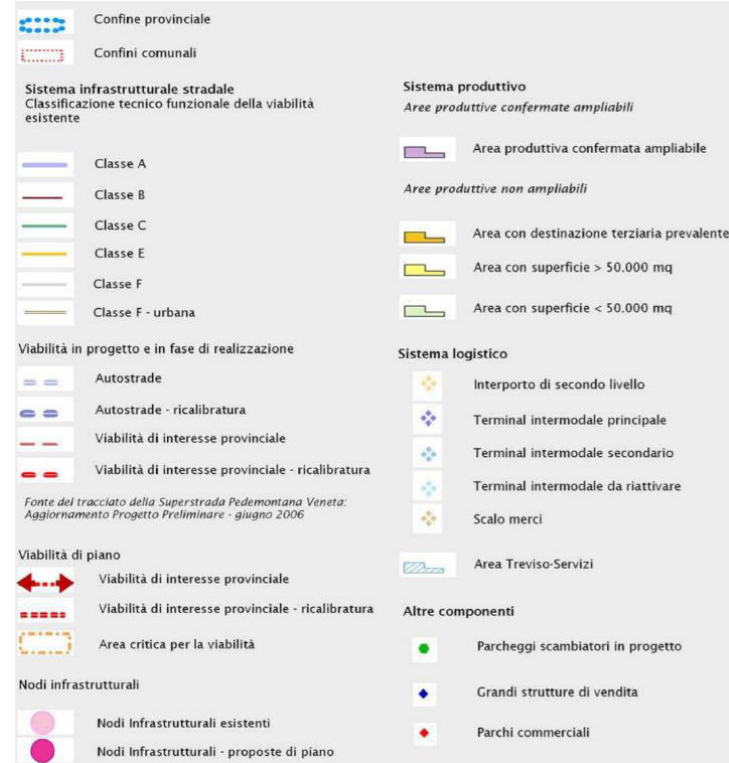 Confine provinciale
Confini comunali
Sistema infrastrutturale stradale
Classificazione tecnico funzionale della viabilità
esistente
Classe A
Classe B
Classe C
Classe E
Classe F
Classe F - urbana
Viabilità in progetto e in fase di realizzazione
Autostrade
Autostrade - ricalibratura
Viabilità di interesse provinciale
Viabilità di interesse provinciale - ricalibratura
Fonte del tracciato della Superstrada Pedemontana Veneta:
Aggiornamento Progetto Preliminare - giugno 2006
Viabilità di piano
Viabilità di interesse provinciale
Viabilità di interesse provinciale - ricalibratura
Area critica per la viabilità
Nodi infrastrutturali
Nodi Infrastrutturali esistenti
Nodi Infrastrutturali - proposte di piano
Sistema produttivo
Aree produttive confermate ampliabili
Area produttiva confermata ampliabile
Aree produttive non ampliabili
Area con destinazione terziaria prevalente
Area con superficie > 50.000 mq
Area con superficie < 50.000 mq
Sistema logistico
Interporto di secondo livello
Terminal intermodale principale
Terminal intermodale secondario
Terminal intermodale da riattivare
Scalo merci
Area Treviso-Servizi
Altre componenti
Parcheggi scambiatori in progetto
Grandi strutture di vendita
Parchi commerciali